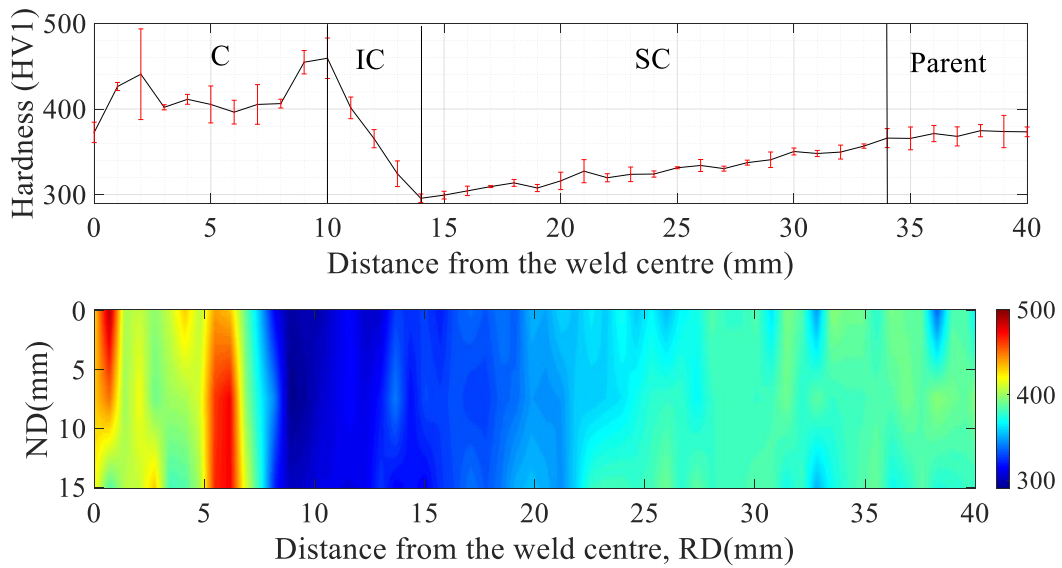 Hardness (HV1)
500
400
300
C
IC
SC
Parent
0 5 10 15 20 25 30 35 40
Distance from the weld centre (mm)
ND(mm)
0
5
10
15
500
400
300
0 5 10 15 20 25 30 35 40
Distance from the weld centre, RD(mm)